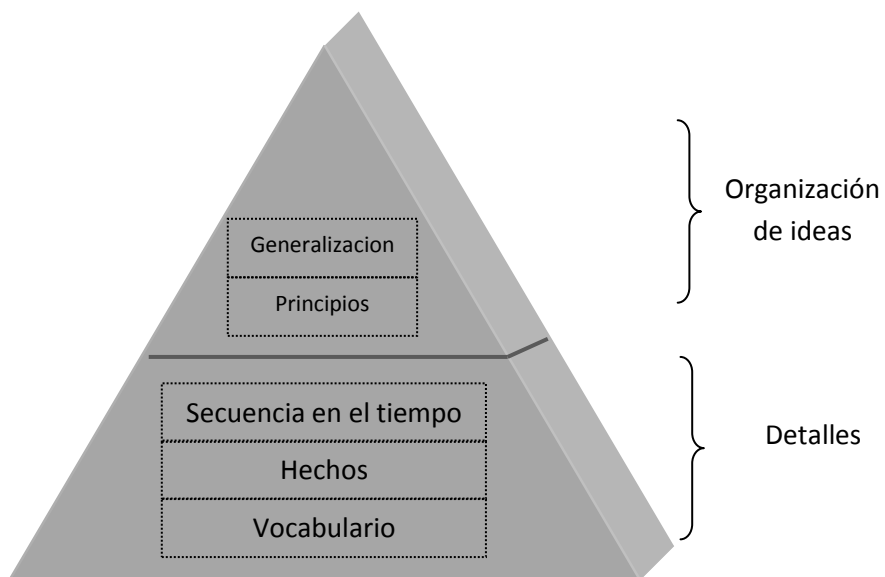 Generalizacion
Principios
Organización
de ideas
Secuencia en el tiempo
Hechos
Vocabulario
Detalles